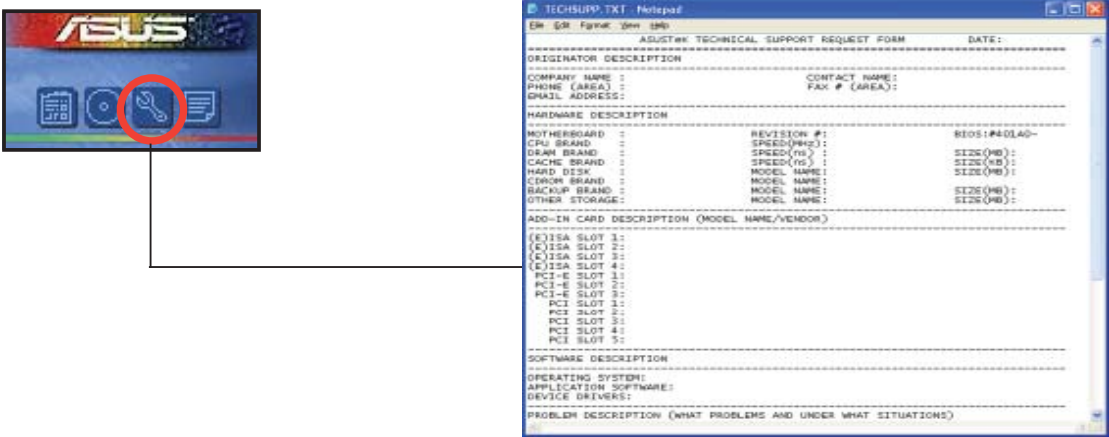 ASUS
TECHSUPP.TXT - Notepad
File Edit Format View Help
ASUSTeK TECHNICAL SUPPORT REQUEST FORM DATE:
ORIGINATOR DESCRIPTION
COMPANY NAME : CONTACT NAME:
PHONE (AREA) : FAX # (AREA):
EMAIL ADDRESS:
HARDWARE DESCRIPTION
MOTHERBOARD : REVISION #: BIOS:#401A0-
CPU BRAND : SPEED(MHz):
DRAM BRAND : SPEED(ns) : SIZE(MB):
CACHE BRAND : SPEED(ns) : SIZE(KB):
HARD DISK : MODEL NAME: SIZE(MB):
CDROM BRAND : MODEL NAME:
BACKUP BRAND : MODEL NAME: SIZE(MB):
OTHER STORAGE: MODEL NAME: SIZE(MB):
ADD-IN CARD DESCRIPTION (MODEL NAME/VENDOR)
(E)ISA SLOT 1:
(E)ISA SLOT 2:
(E)ISA SLOT 3:
(E)ISA SLOT 4:
PCI-E SLOT 1:
PCI-E SLOT 2:
PCI-E SLOT 3:
PCI SLOT 1:
PCI SLOT 2:
PCI SLOT 3:
PCI SLOT 4:
PCI SLOT 5:
SOFTWARE DESCRIPTION
OPERATING SYSTEM:
APPLICATION SOFTWARE:
DEVICE DRIVERS:
PROBLEM DESCRIPTION (WHAT PROBLEMS AND UNDER WHAT SITUATIONS)